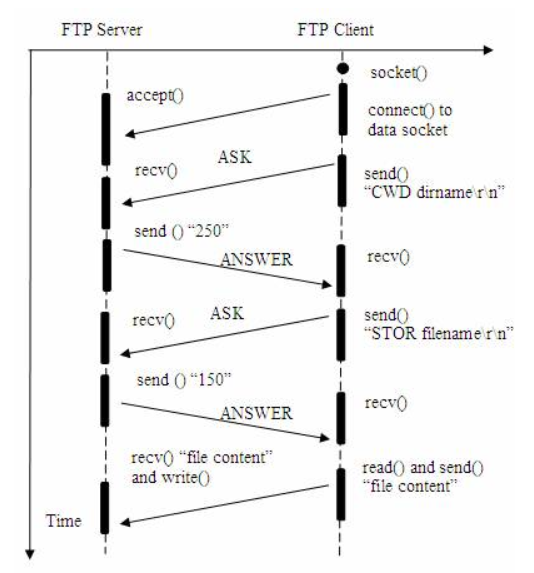 FTP Server
FTP Client
socket()
accept()
connect() to
data socket
ASK
recv()
send()
“CWD dirname\r\n”
send () “250”
ANSWER
recv()
ASK
recv()
send()
“STOR filename\r\n”
send () “150”
ANSWER
recv()
recv() “file content”
and write()
read() and send()
“file content”
Time